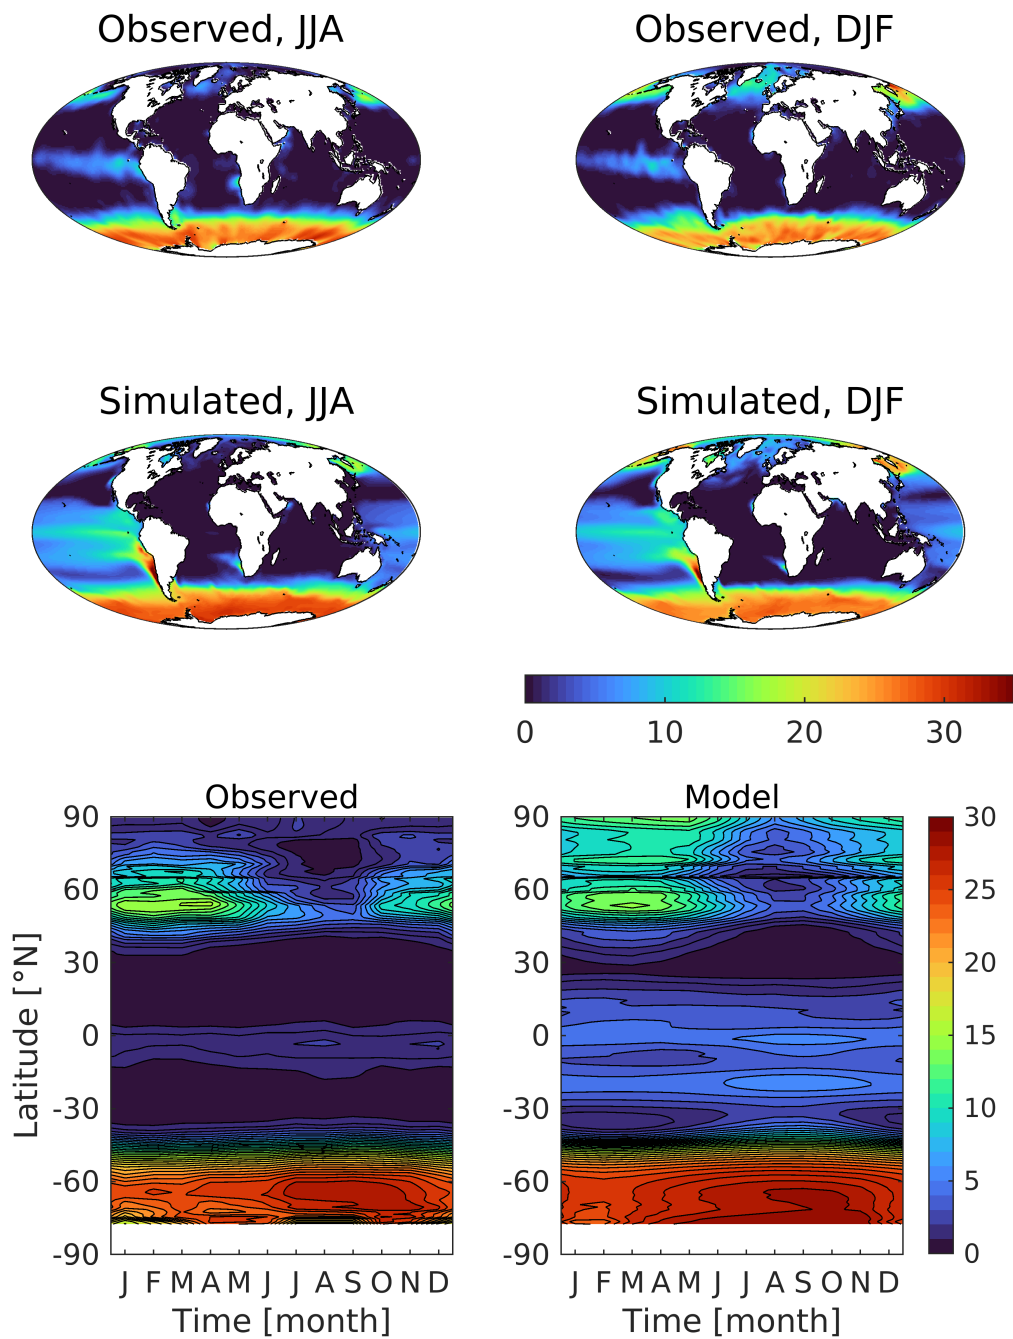 Observed, JJA
Observed, DJF
Simulated, JJA
Simulated, DJF
0 10 20 30
Observed
Model
90
60
30
0
-30
-60
-90
Latitude [°N]
J F M A M J J A S O N D
Time [month]
90
60
30
0
-30
-60
-90
J F M A M J J A S O N D
Time [month]
30
25
20
15
10
5
0